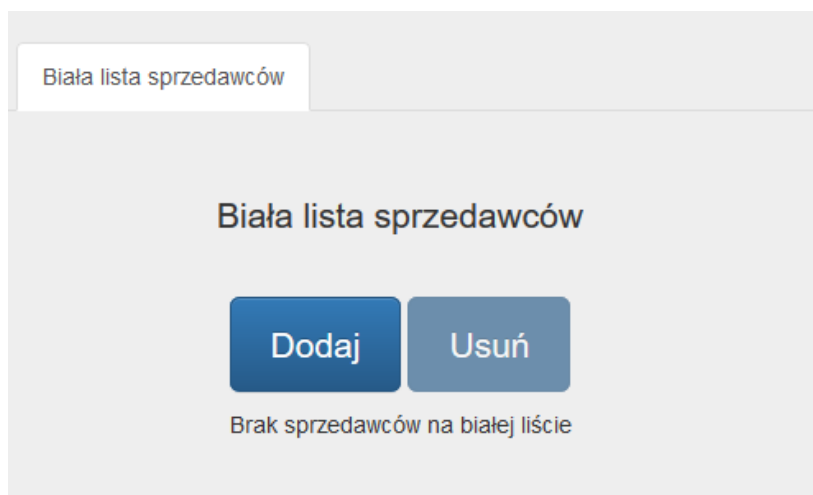 Biała lista sprzedawców
Biała lista sprzedawców
Dodaj Usuń
Brak sprzedawców na białej liście